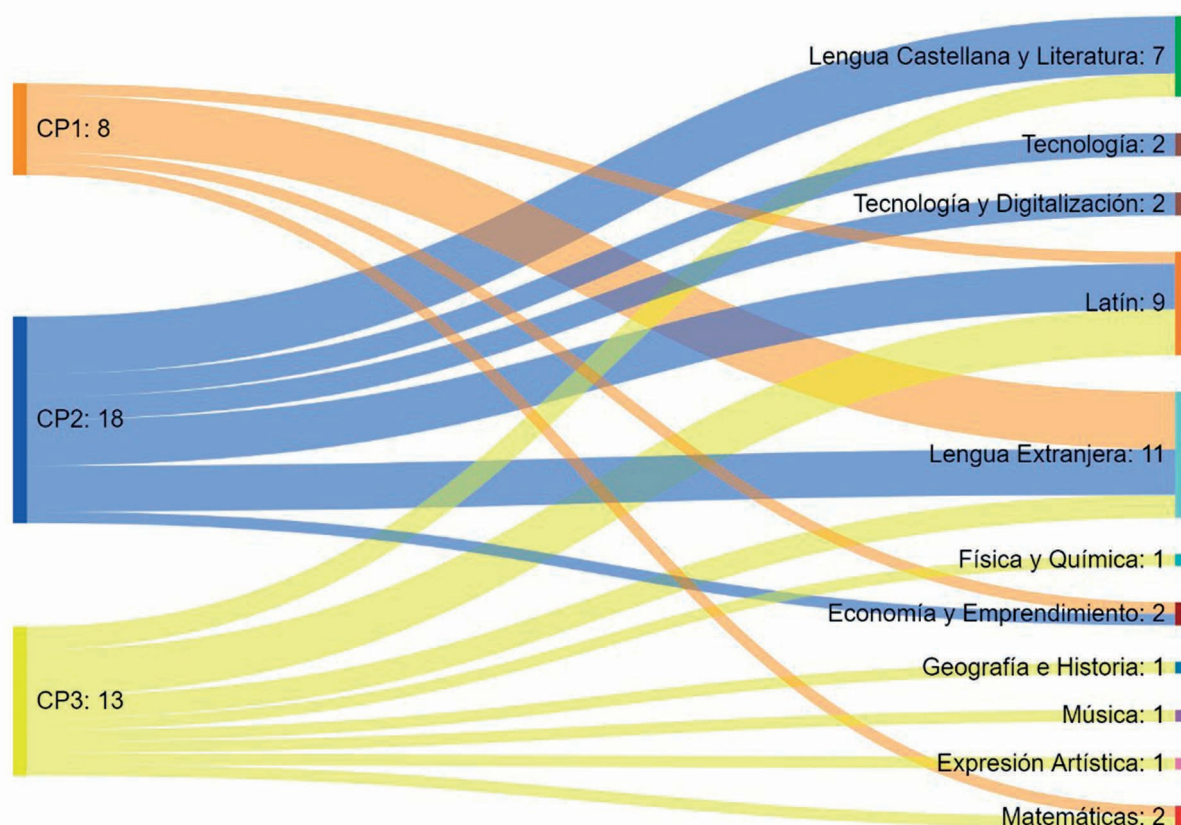 CP1: 8
CP2: 18
CP3: 13
Lengua Castellana y Literatura: 7
Tecnología: 2
Tecnología y Digitalización: 2
Latín: 9
Lengua Extranjera: 11
Física y Química: 1
Economía y Emprendimiento: 2
Geografía e Historia: 1
Música: 1
Expresión Artística: 1
Matemáticas: 2